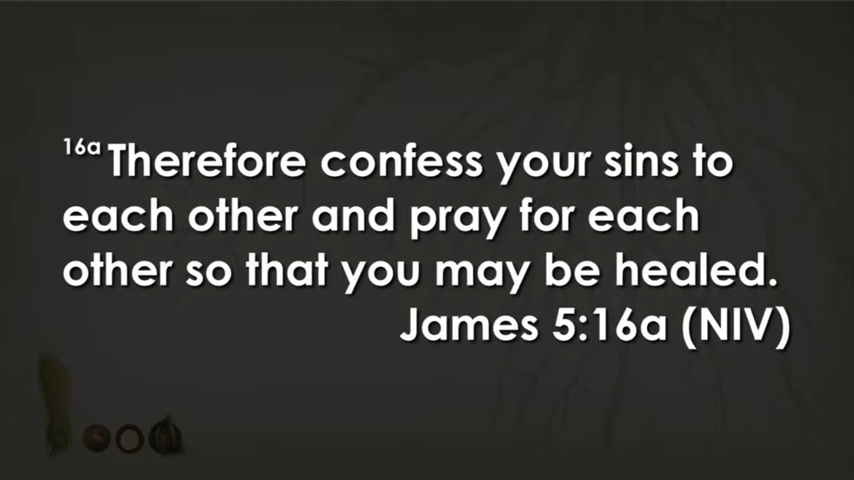 16a Therefore confess your sins to
each other and pray for each
other so that you may be healed.
James 5:16a (NIV)